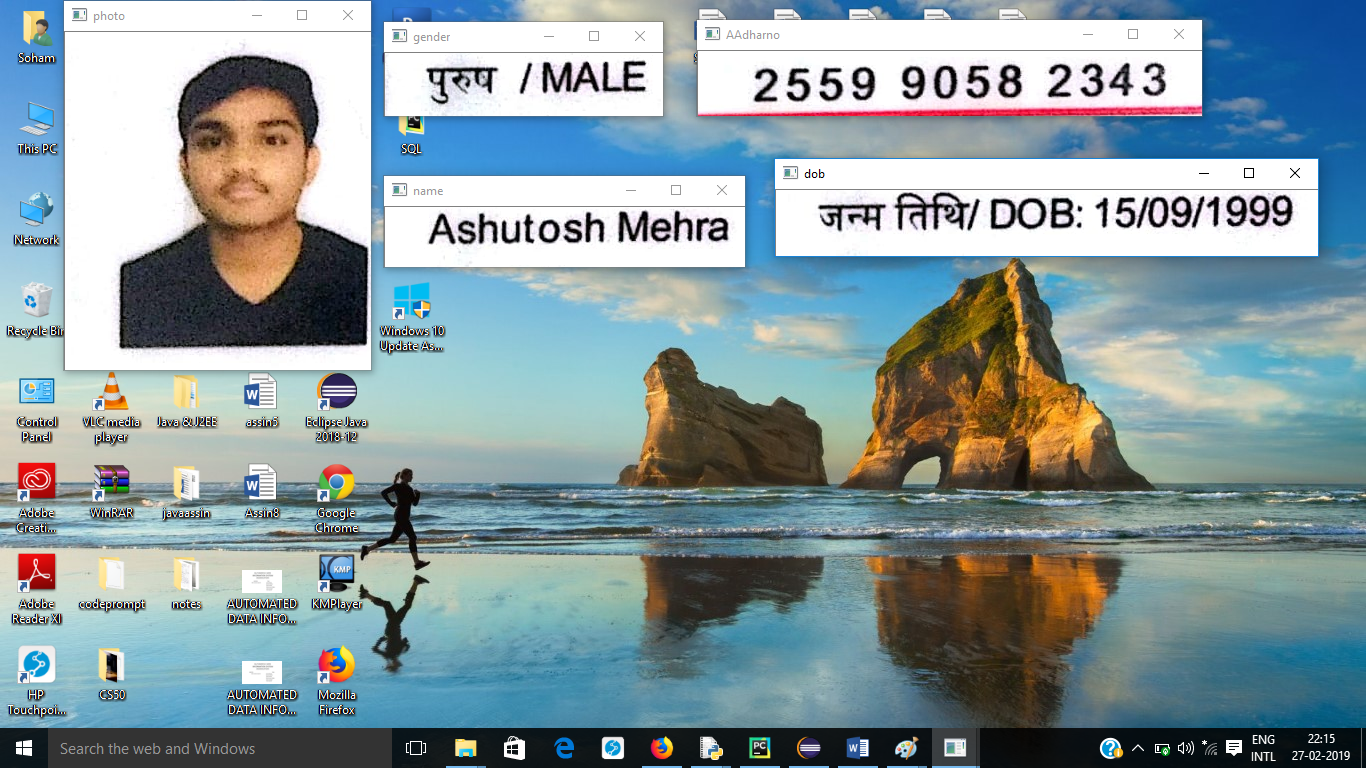 photo
gender
पुरुष / MALE
AAdharno
2559 9058 2343
name
Ashutosh Mehra
dob
जन्म तिथि/ DOB: 15/09/1999
Soham
This PC
Network
Recycle Bin
SQL
Windows 10
Update As...
Control
Panel
VLC media
player
Java &J2EE
assin5
Eclipse Java
2018-12
Adobe
Creati...
WinRAR
javaassin
Assin8
Google
Chrome
Adobe
Reader XI
codeprompt
notes
AUTOMATED
DATA INFO...
KMP
KMPlayer
HP
Touchpoi...
CS50
AUTOMATED
DATA INFO...
Mozilla
Firefox
Search the web and Windows
ENG
INTL
22:15
27-02-2019